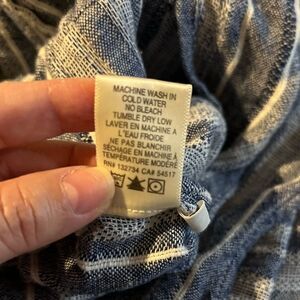 MACHINE WASH IN
COLD WATER
NO BLEACH
TUMBLE DRY LOW
LAVER EN MACHINE A
L'EAU FROIDE
NE PAS BLANCHIR
SÉCHAGE EN MACHINE À
TEMPÉRATURE MODÉRÉ
RN# 132734 CA# 54517